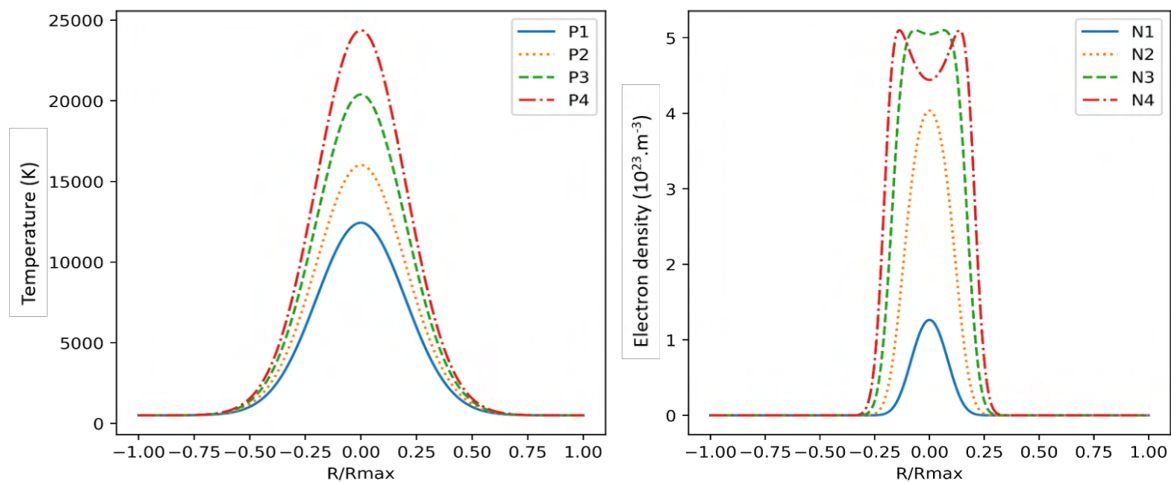 Temperature (K)
25000
20000
15000
10000
5000
0
−1.00 −0.75 −0.50 −0.25 0.00 0.25 0.50 0.75 1.00
R/Rmax
P1
P2
P3
P4
Electron density (10²³.m⁻³)
5
4
3
2
1
0
−1.00 −0.75 −0.50 −0.25 0.00 0.25 0.50 0.75 1.00
R/Rmax
N1
N2
N3
N4